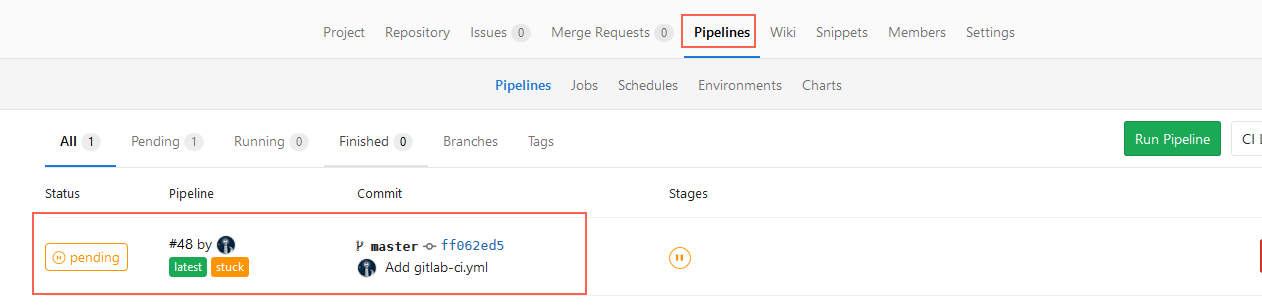 Project Repository Issues 0 Merge Requests 0 Pipelines Wiki Snippets Members Settings
Pipelines Jobs Schedules Environments Charts
All 1 Pending 1 Running 0 Finished 0 Branches Tags Run Pipeline CI
Status Pipeline Commit Stages
pending #48 by master ff062ed5
latest stuck Add gitlab-ci.yml